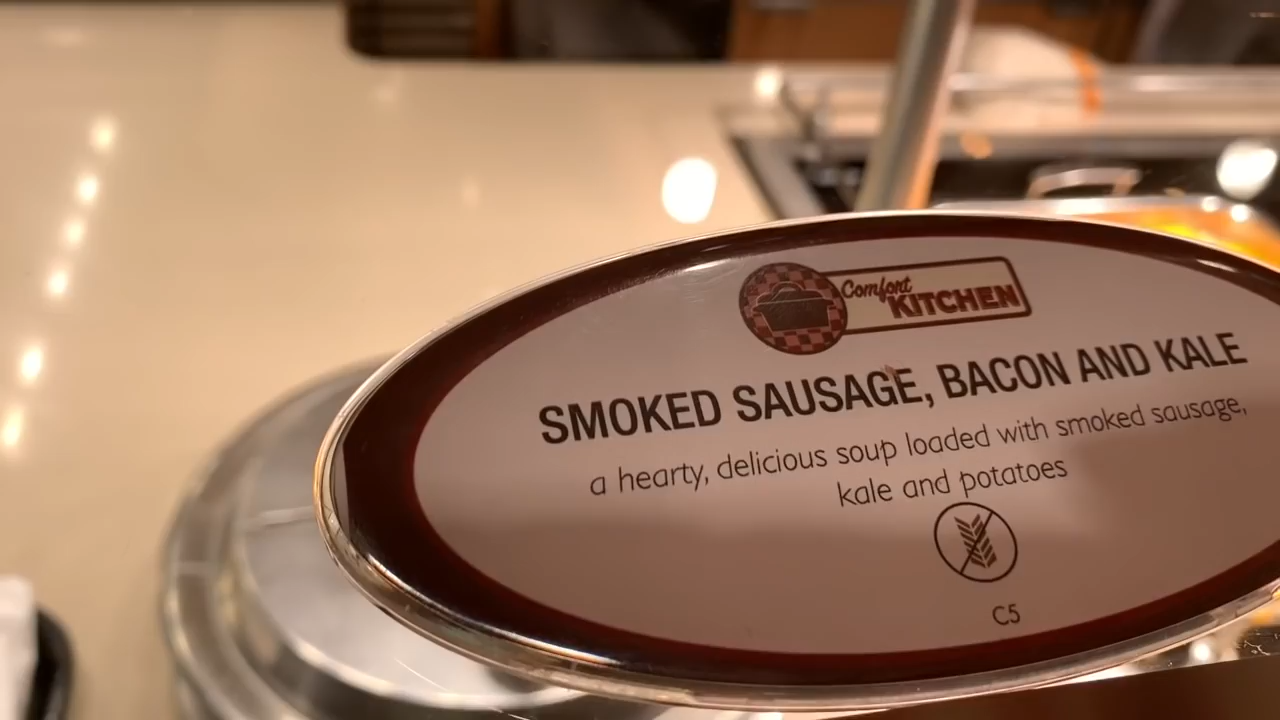 Comfort
KITCHEN
SMOKED SAUSAGE, BACON AND KALE
a hearty, delicious soup loaded with smoked sausage,
kale and potatoes
C5